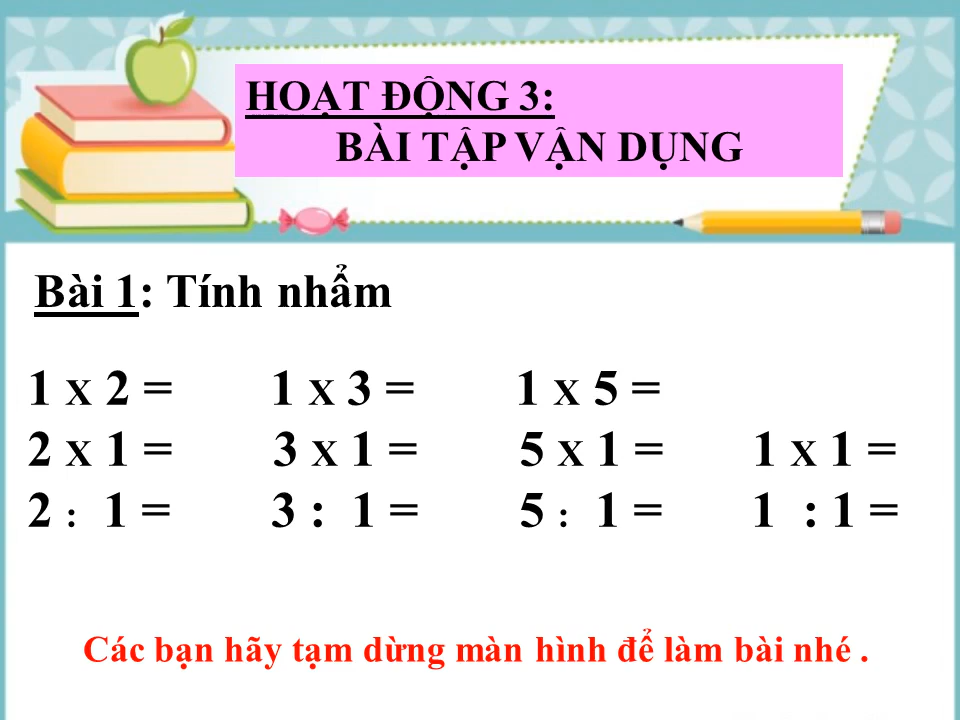 HOẠT ĐỘNG 3:
BÀI TẬP VẬN DỤNG
Bài 1: Tính nhẩm
1 x 2 = 1 x 3 = 1 x 5 =
2 x 1 = 3 x 1 = 5 x 1 = 1 x 1 =
2 : 1 = 3 : 1 = 5 : 1 = 1 : 1 =
Các bạn hãy tạm dừng màn hình để làm bài nhé .